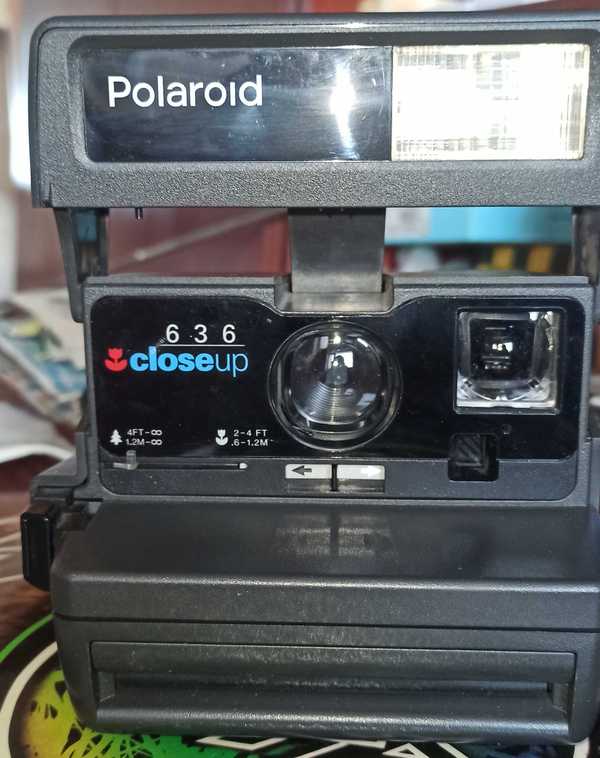 Polaroid
636
closeup
4FT-∞
1.2M-∞
2-4 FT
.6-1.2M